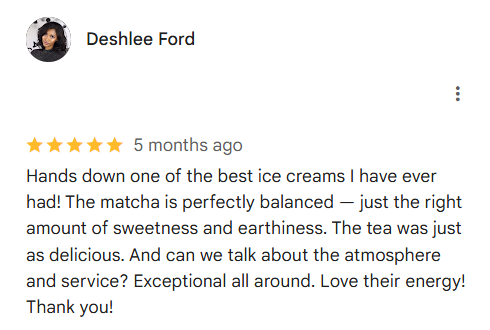 Deshlee Ford
5 months ago
Hands down one of the best ice creams I have ever
had! The matcha is perfectly balanced — just the right
amount of sweetness and earthiness. The tea was just
as delicious. And can we talk about the atmosphere
and service? Exceptional all around. Love their energy!
Thank you!